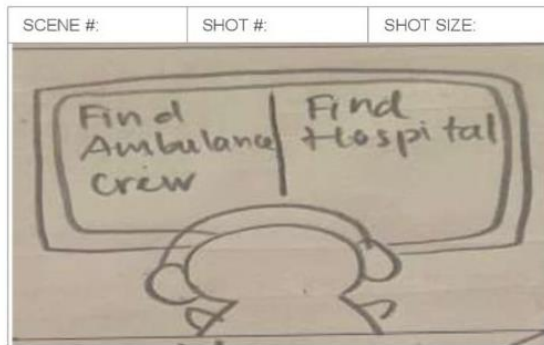 SCENE #:
SHOT #:
SHOT SIZE:
Find
Ambulance
Crew
Find
Hospital